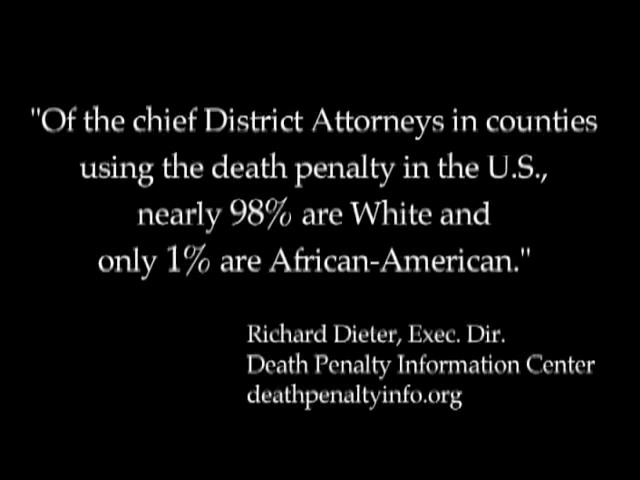 "Of the chief District Attorneys in counties
using the death penalty in the U.S.,
nearly 98% are White and
only 1% are African-American."
Richard Dieter, Exec. Dir.
Death Penalty Information Center
deathpenaltyinfo.org